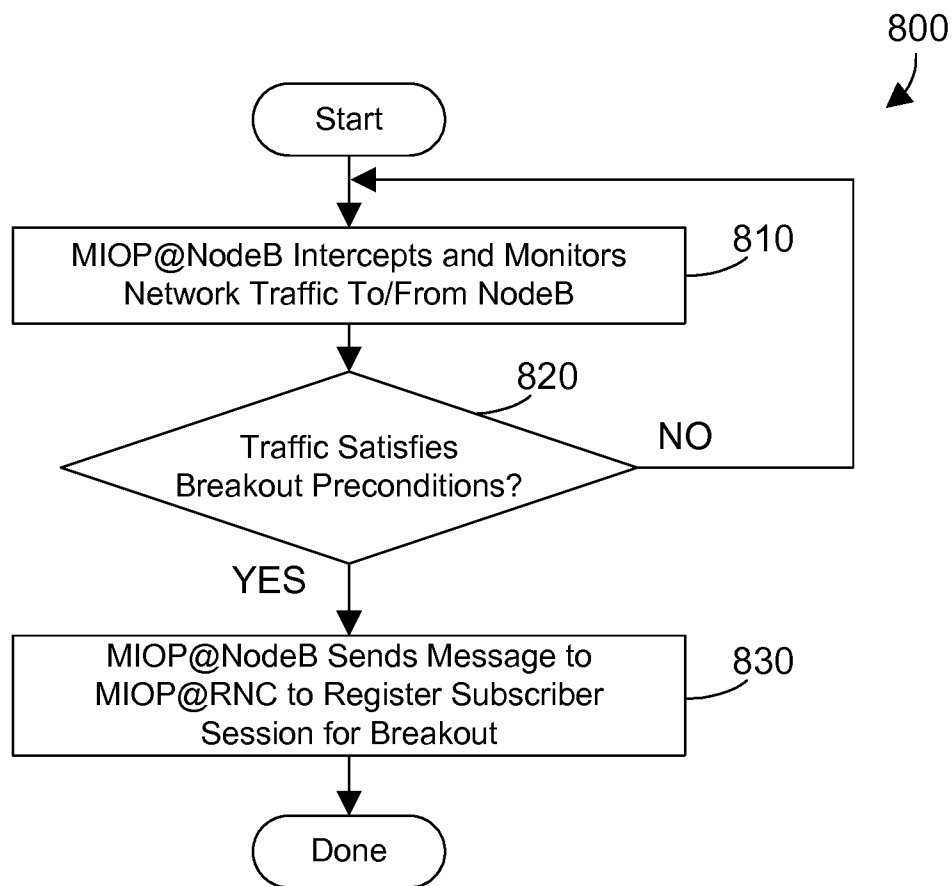 800
Start
MIOP@NodeB Intercepts and Monitors
Network Traffic To/From NodeB
810
820
Traffic Satisfies
Breakout Preconditions?
NO
YES
MIOP@NodeB Sends Message to
MIOP@RNC to Register Subscriber
Session for Breakout
830
Done